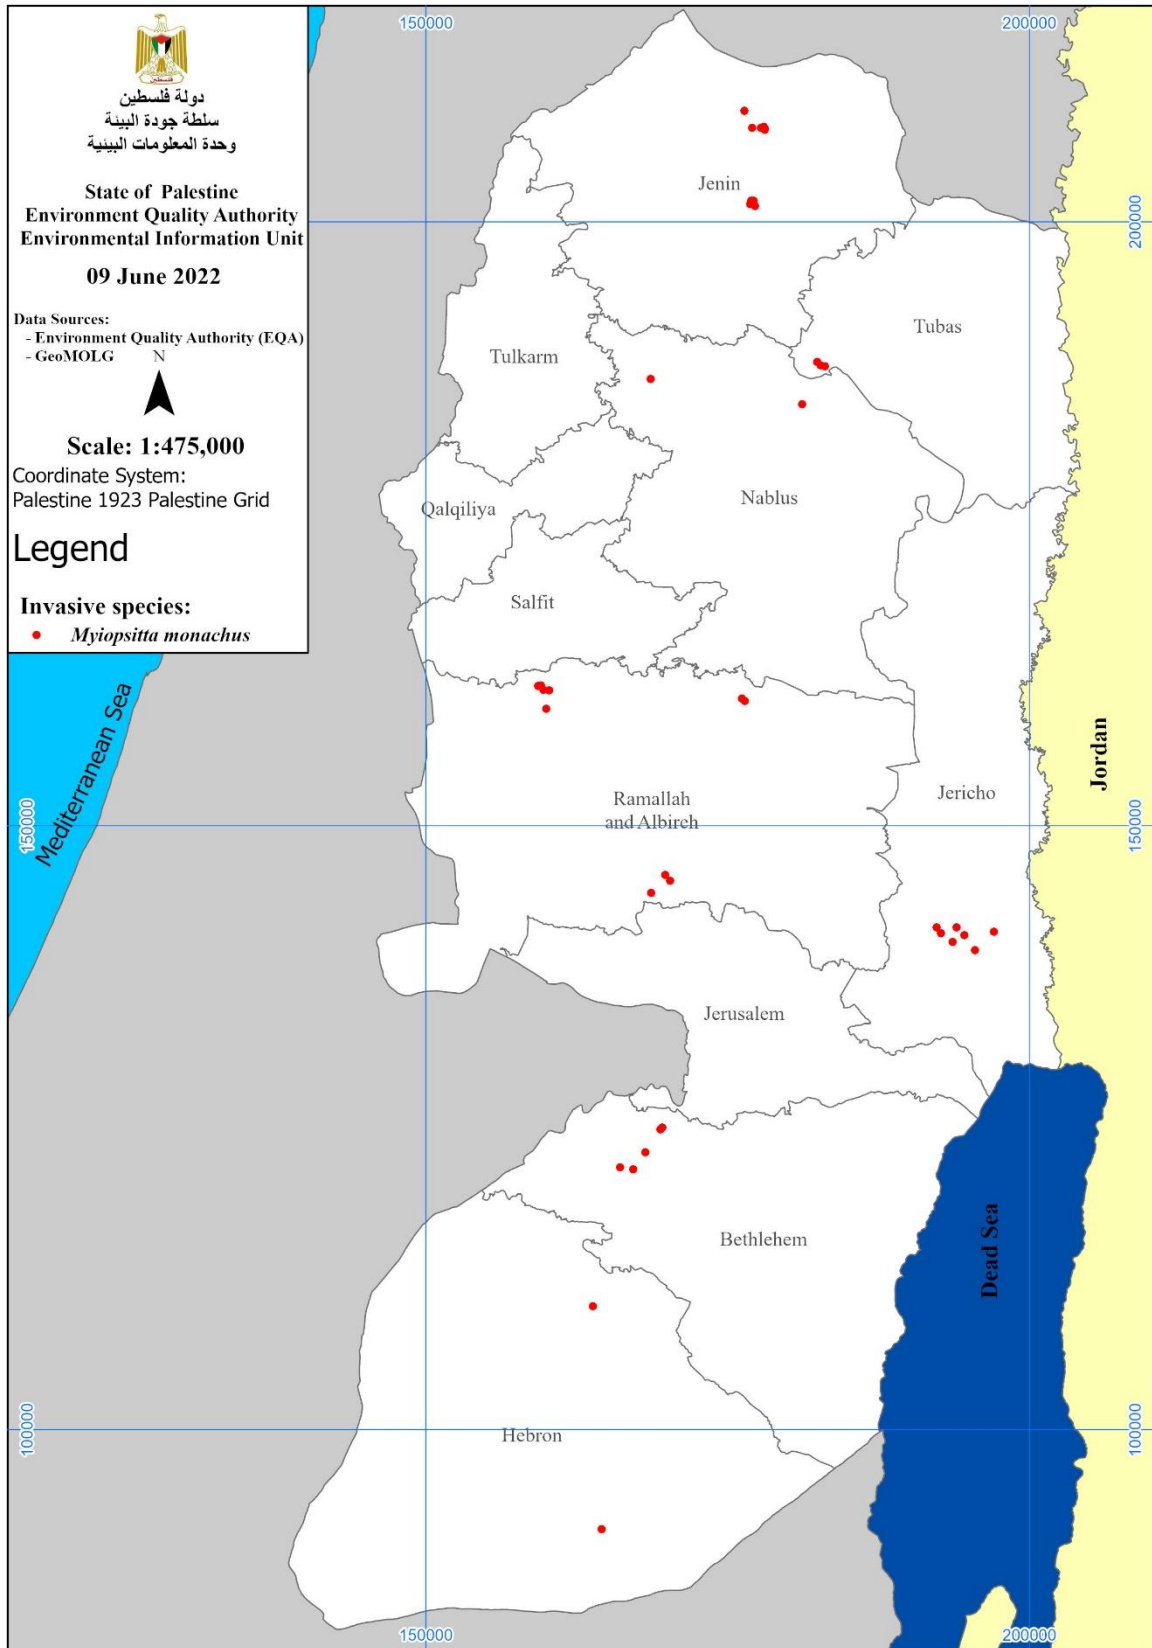 دولة فلسطين
سلطة جودة البيئة
وحدة المعلومات البيئية
State of Palestine
Environment Quality Authority
Environmental Information Unit
09 June 2022
Data Sources:
- Environment Quality Authority (EQA)
- GeoMOLG
N
Scale: 1:475,000
Coordinate System:
Palestine 1923 Palestine Grid
Legend
Invasive species:
Myiopsitta monachus
150000
200000
Jenin
200000
Tubas
Tulkarm
Nablus
Qalqiliya
Salfit
Mediterranean Sea
Jordan
Jericho
Ramallah
and Albireh
150000
150000
Jerusalem
Bethlehem
Dead Sea
Hebron
100000
100000
150000
200000